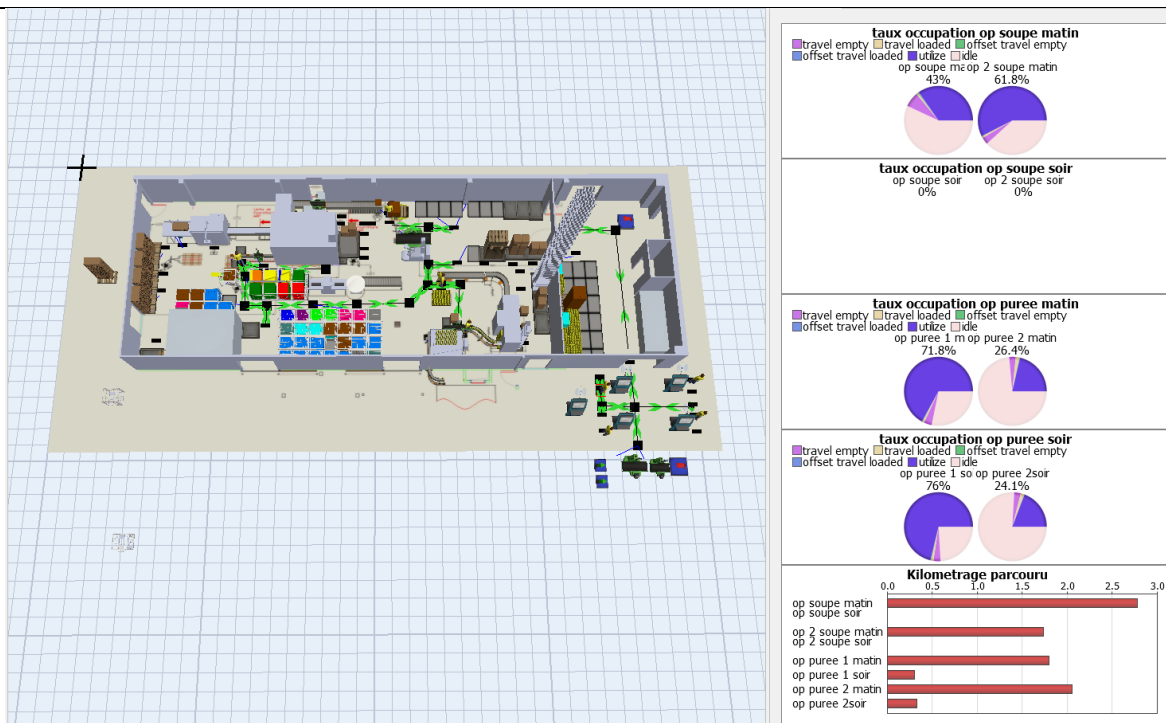 taux occupation op soupe matin
travel empty travel loaded offset travel empty
offset travel loaded utilize idle
op soupe ma op 2 soupe matin
43% 61.8%
taux occupation op soupe soir
op soupe soir op 2 soupe soir
0% 0%
taux occupation op puree matin
travel empty travel loaded offset travel empty
offset travel loaded utilize idle
op puree 1 m op puree 2 matin
71.8% 26.4%
taux occupation op puree soir
travel empty travel loaded offset travel empty
offset travel loaded utilize idle
op puree 1 so op puree 2soir
76% 24.1%
Kilometrage parcouru
0.0 0.5 1.0 1.5 2.0 2.5 3.0
op soupe matin
op soupe soir
op 2 soupe matin
op 2 soupe soir
op puree 1 matin
op puree 1 soir
op puree 2 matin
op puree 2soir